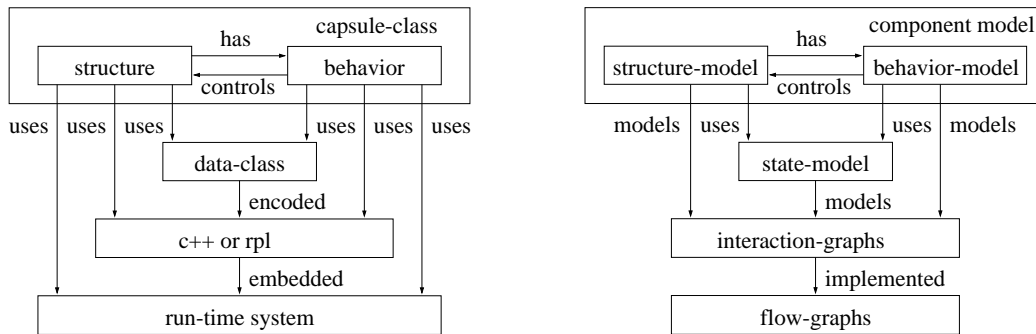 capsule-class
has
structure
behavior
controls
uses uses uses uses uses uses
data-class
encoded
c++ or rpl
embedded
run-time system
component model
has
structure-model
behavior-model
controls
models uses uses models
state-model
models
interaction-graphs
implemented
flow-graphs